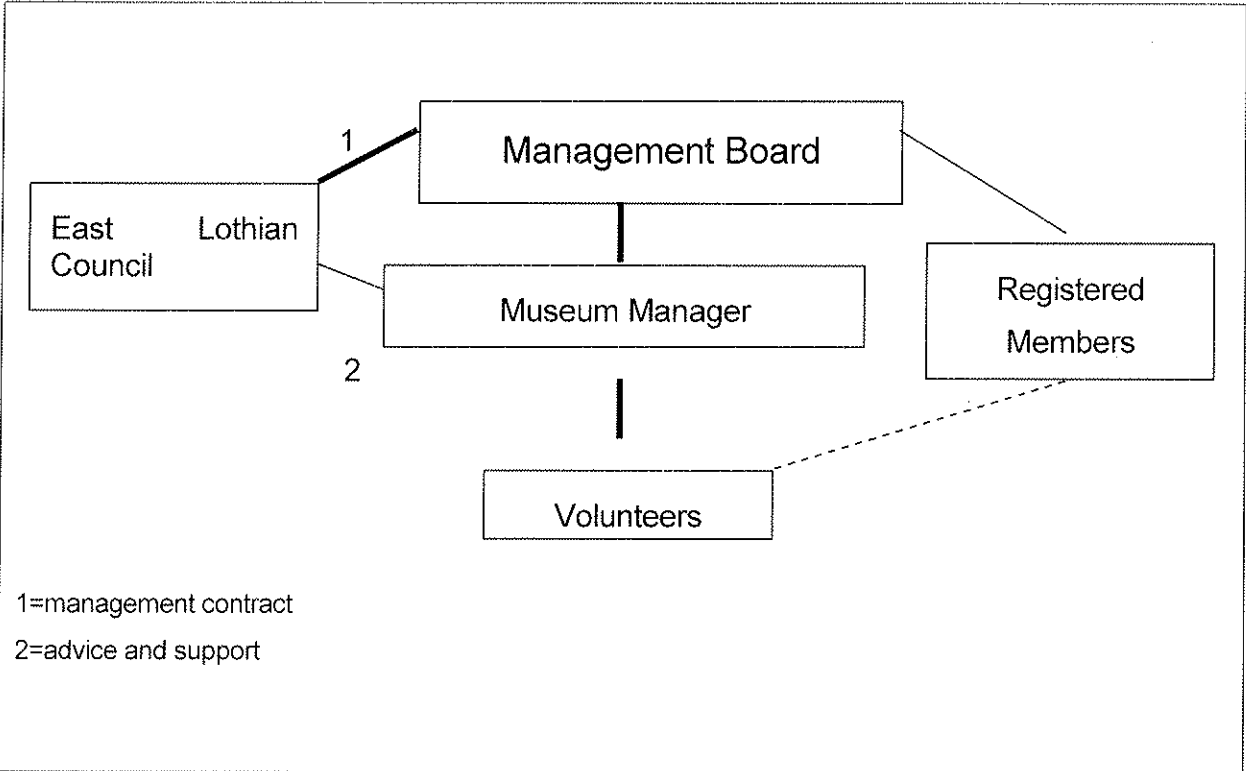 1
Management Board
East Lothian
Council
Museum Manager
Registered
Members
2
Volunteers
1=management contract
2=advice and support